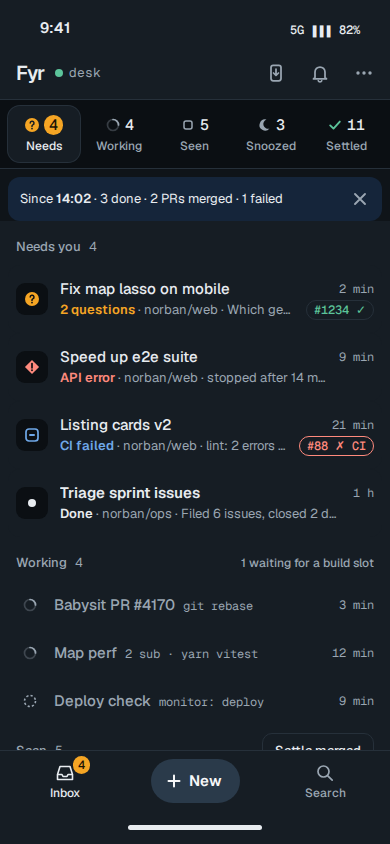 9:41
5G 82%
Fyr desk
? 4 4 5 3 11
Needs Working Seen Snoozed Settled
Since 14:02 · 3 done · 2 PRs merged · 1 failed
Needs you 4
Fix map lasso on mobile 2 min
2 questions · norban/web · Which ge… #1234 ✓
Speed up e2e suite 9 min
API error · norban/web · stopped after 14 m…
Listing cards v2 21 min
CI failed · norban/web · lint: 2 errors … #88 ✗ CI
Triage sprint issues 1 h
Done · norban/ops · Filed 6 issues, closed 2 d…
Working 4 1 waiting for a build slot
Babysit PR #4170 git rebase 3 min
Map perf 2 sub · yarn vitest 12 min
Deploy check monitor: deploy 9 min
Seen 5 Settle merged
4
Inbox + New Search